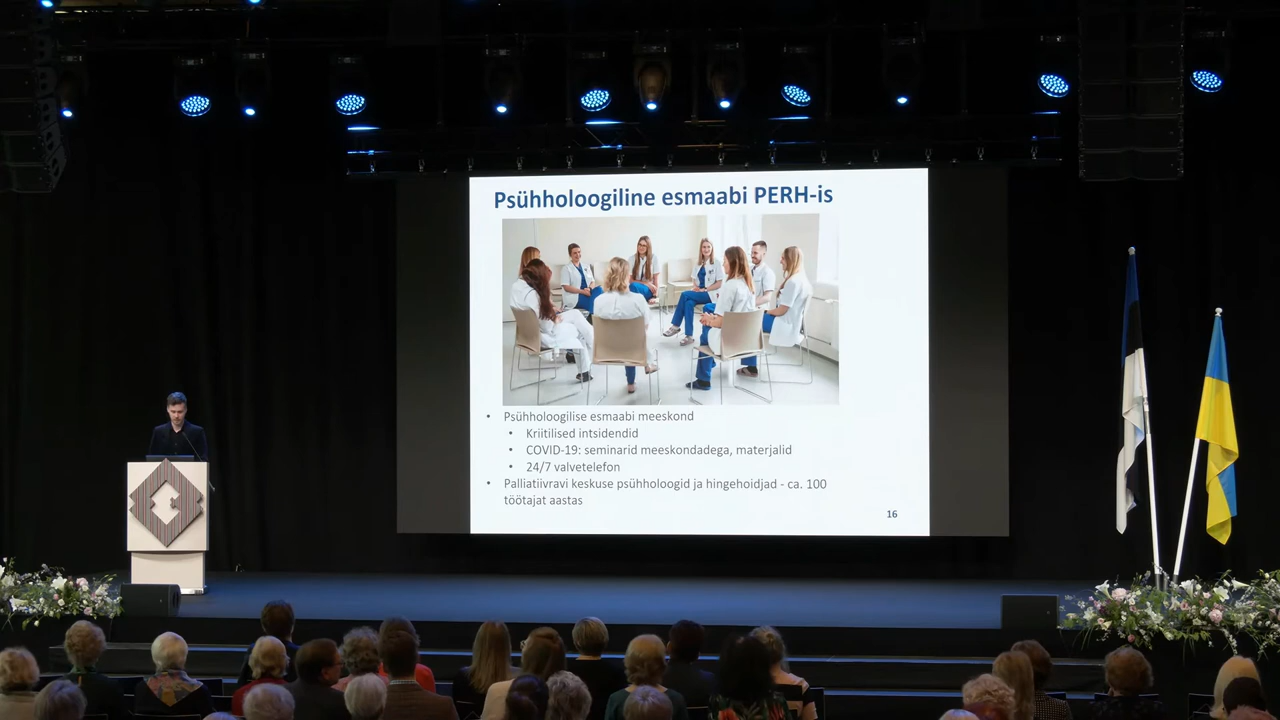 Psühholoogiline esmaabi PERH-is
• Psühholoogilise esmaabi meeskond
• Kriitilised intsidendid
• COVID-19: seminarid meeskondadega, materjalid
• 24/7 valvetelefon
• Palliatiivravi keskuse psühholoogid ja hingehoidjad - ca. 100
töötajat aastas
16